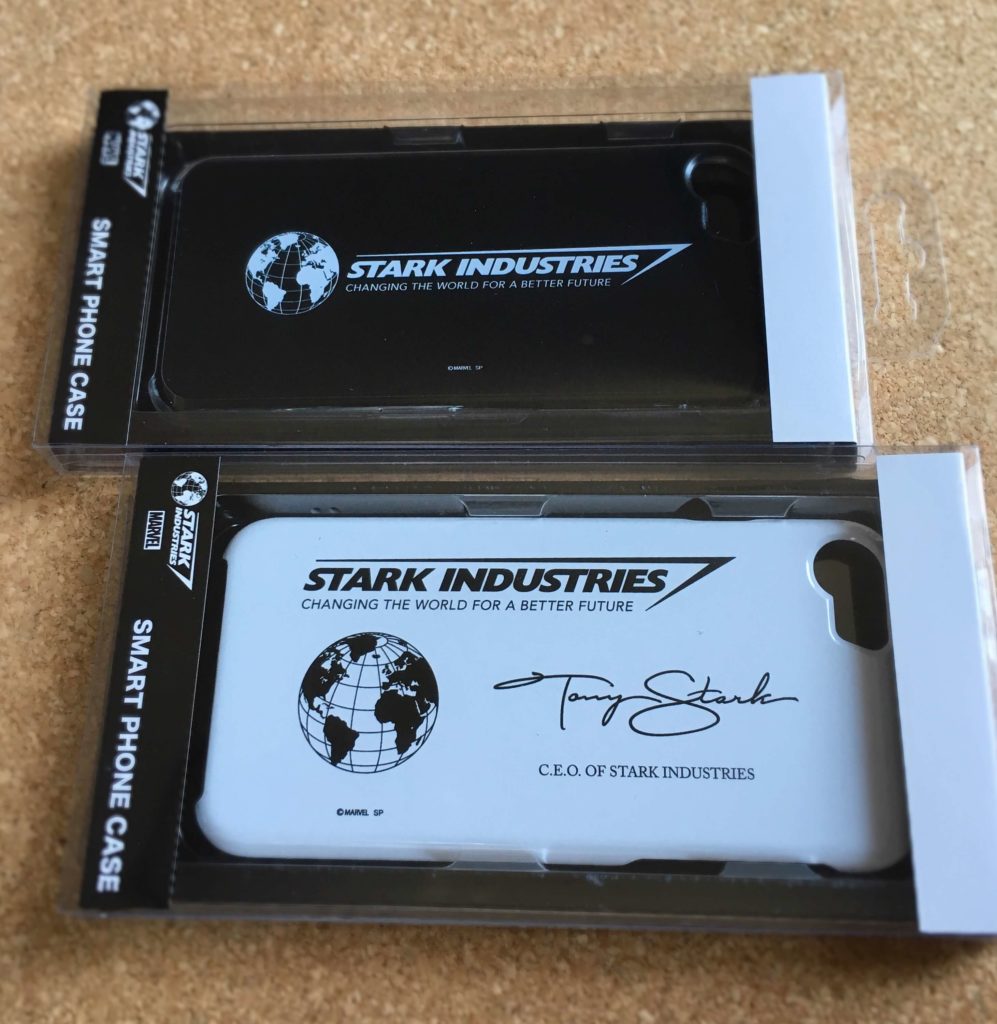 STARK INDUSTRIES
MARVEL
SMART PHONE CASE
STARK INDUSTRIES
CHANGING THE WORLD FOR A BETTER FUTURE
©MARVEL SP
STARK
INDUSTRIES
MARVEL
SMART PHONE CASE
STARK INDUSTRIES
CHANGING THE WORLD FOR A BETTER FUTURE
Tony Stark
C.E.O. OF STARK INDUSTRIES
©MARVEL SP